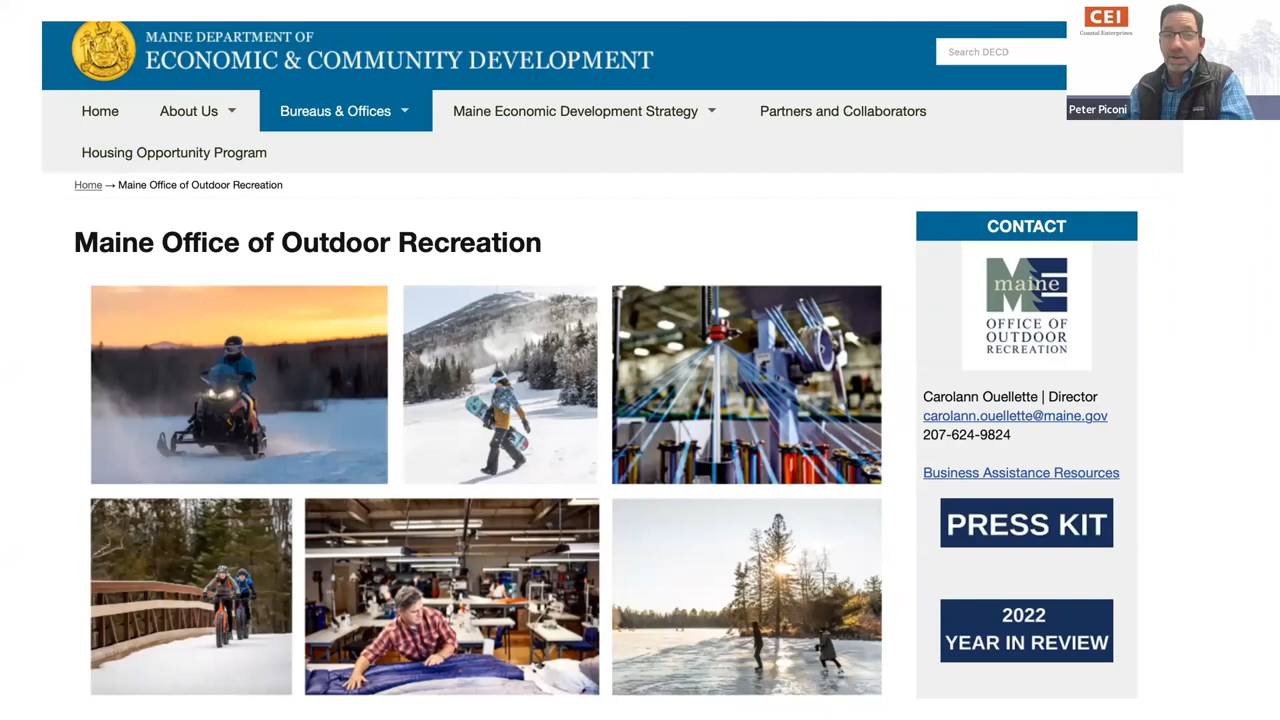 MAINE DEPARTMENT OF
ECONOMIC & COMMUNITY DEVELOPMENT
Search DECD
CEI
Coastal Enterprises
Peter Piconi
Home
About Us
Bureaus & Offices
Maine Economic Development Strategy
Partners and Collaborators
Housing Opportunity Program
Home → Maine Office of Outdoor Recreation
Maine Office of Outdoor Recreation
CONTACT
ME
maine
OFFICE OF
OUTDOOR
RECREATION
Carolann Ouellette | Director
carolann.ouellette@maine.gov
207-624-9824
Business Assistance Resources
PRESS KIT
2022
YEAR IN REVIEW